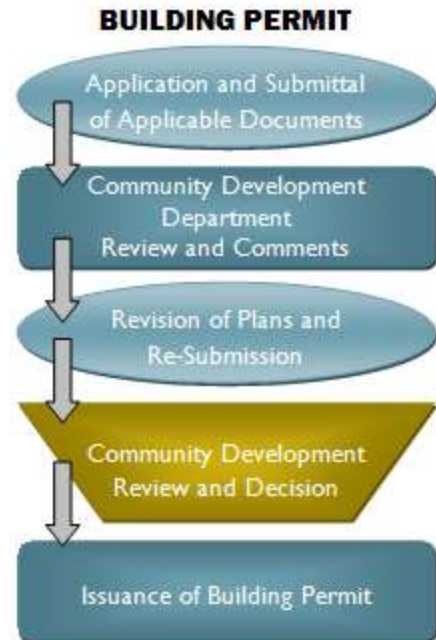 BUILDING PERMIT
Application and Submittal
of Applicable Documents
Community Development
Department
Review and Comments
Revision of Plans and
Re-Submission
Community Development
Review and Decision
Issuance of Building Permit